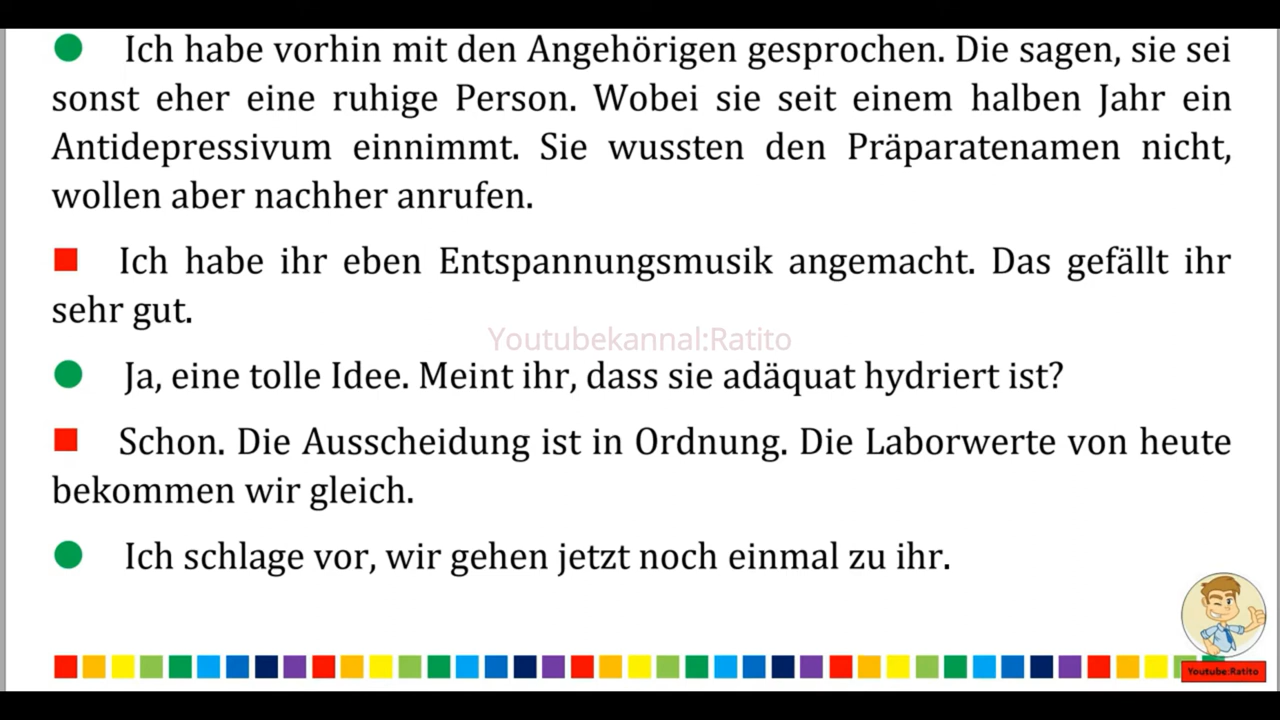 Ich habe vorhin mit den Angehörigen gesprochen. Die sagen, sie sei
sonst eher eine ruhige Person. Wobei sie seit einem halben Jahr ein
Antidepressivum einnimmt. Sie wussten den Präparatenamen nicht,
wollen aber nachher anrufen.
Ich habe ihr eben Entspannungsmusik angemacht. Das gefällt ihr
sehr gut.
Youtubekannal:Ratito
Ja, eine tolle Idee. Meint ihr, dass sie adäquat hydriert ist?
Schon. Die Ausscheidung ist in Ordnung. Die Laborwerte von heute
bekommen wir gleich.
Ich schlage vor, wir gehen jetzt noch einmal zu ihr.
Youtube:Ratito